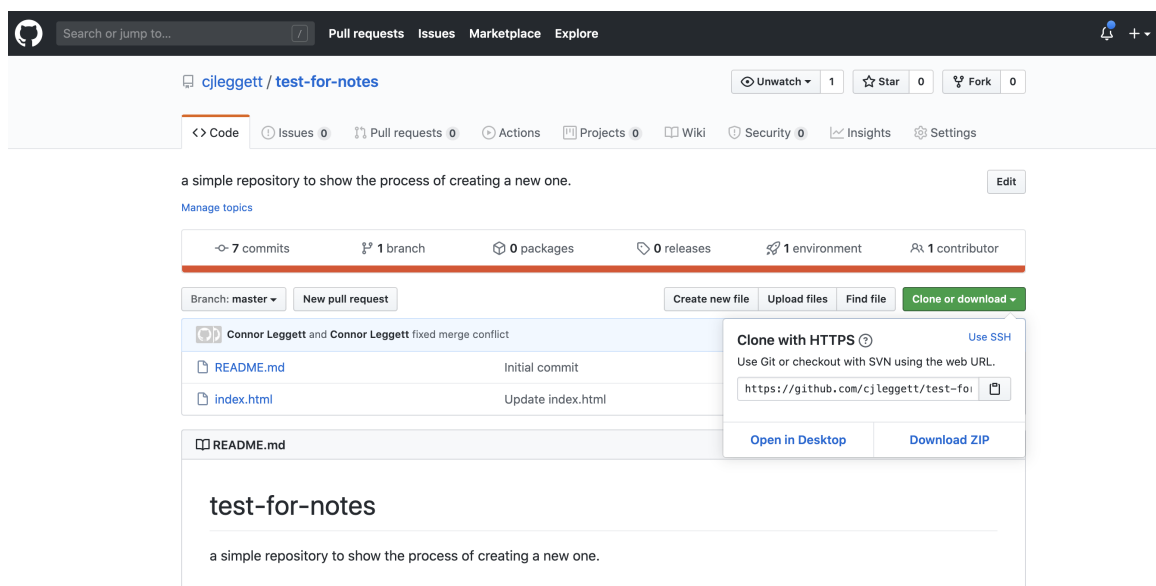 Search or jump to... / Pull requests Issues Marketplace Explore
cjleggett / test-for-notes Unwatch 1 Star 0 Fork 0
<> Code Issues 0 Pull requests 0 Actions Projects 0 Wiki Security 0 Insights Settings
a simple repository to show the process of creating a new one. Edit
Manage topics
7 commits 1 branch 0 packages 0 releases 1 environment 1 contributor
Branch: master New pull request Create new file Upload files Find file Clone or download
Connor Leggett and Connor Leggett fixed merge conflict
README.md Initial commit
index.html Update index.html
Clone with HTTPS ? Use SSH
Use Git or checkout with SVN using the web URL.
https://github.com/cjleggett/test-for
Open in Desktop Download ZIP
README.md
test-for-notes
a simple repository to show the process of creating a new one.